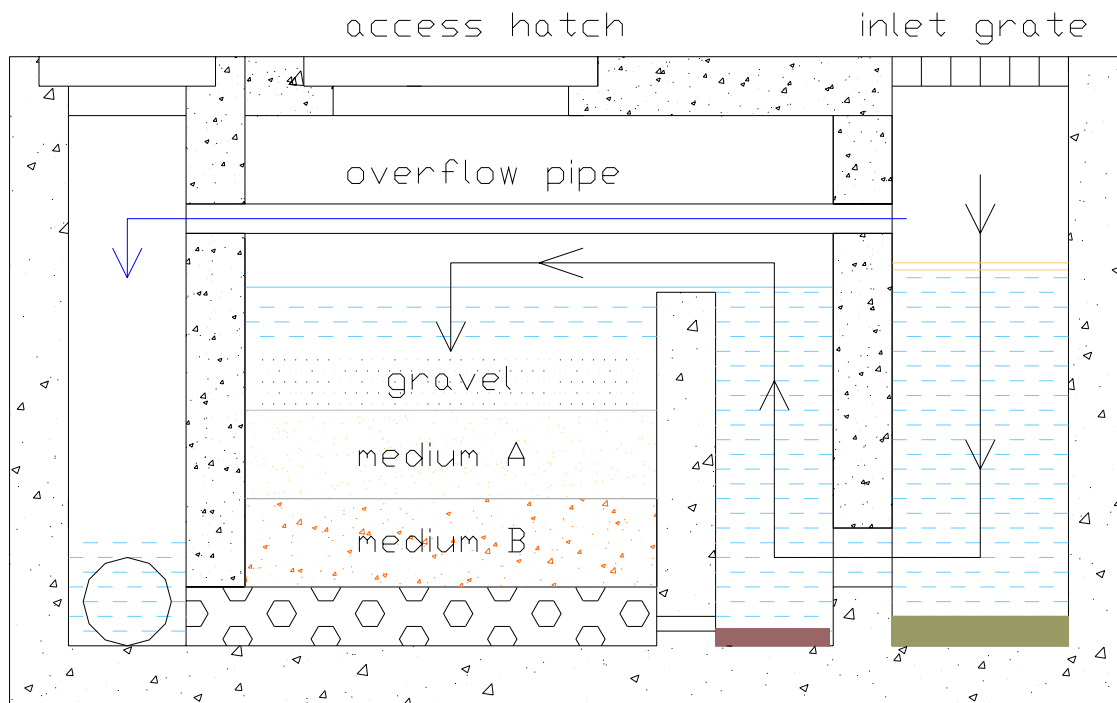 access hatch
inlet grate
overflow pipe
gravel
medium A
medium B